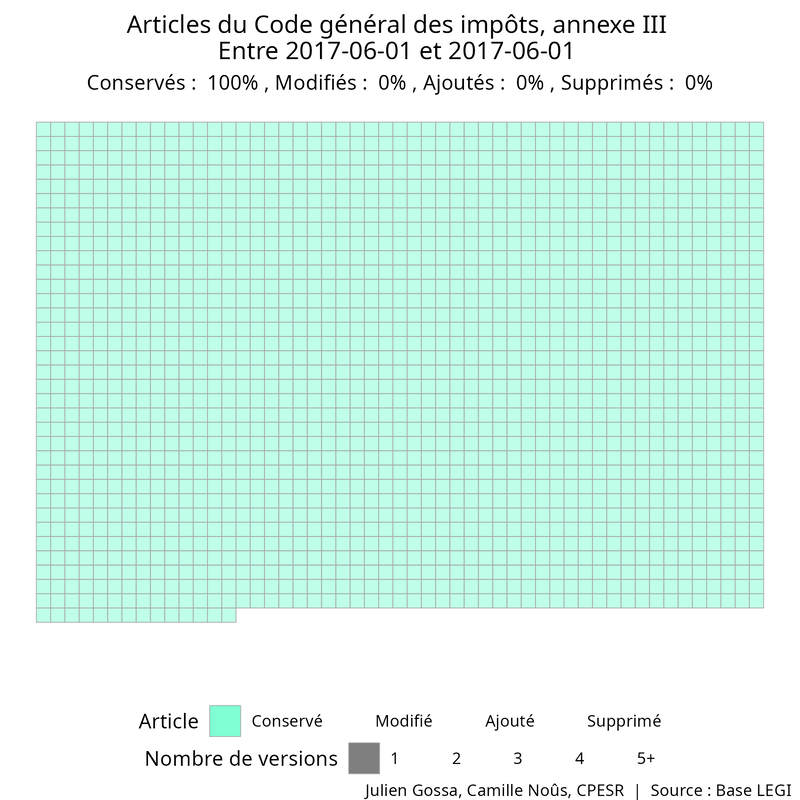 Articles du Code général des impôts, annexe III
Entre 2017-06-01 et 2017-06-01
Conservés :  100% , Modifiés :  0% , Ajoutés :  0% , Supprimés :  0%
Article Conservé Modifié Ajouté Supprimé
Nombre de versions 1 2 3 4 5+
Julien Gossa, Camille Noûs, CPESR  |  Source : Base LEGI